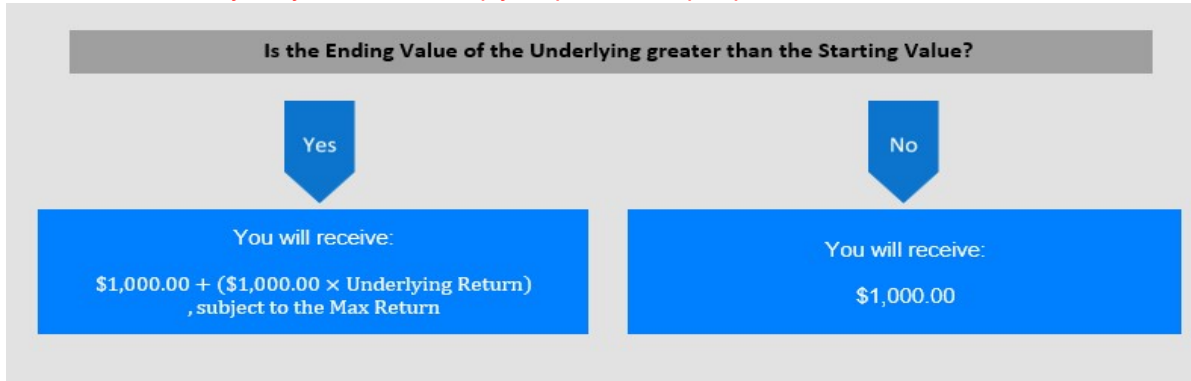 Is the Ending Value of the Underlying greater than the Starting Value?
Yes
No
You will receive:
$1,000.00 + ($1,000.00 × Underlying Return)
, subject to the Max Return
You will receive:
$1,000.00